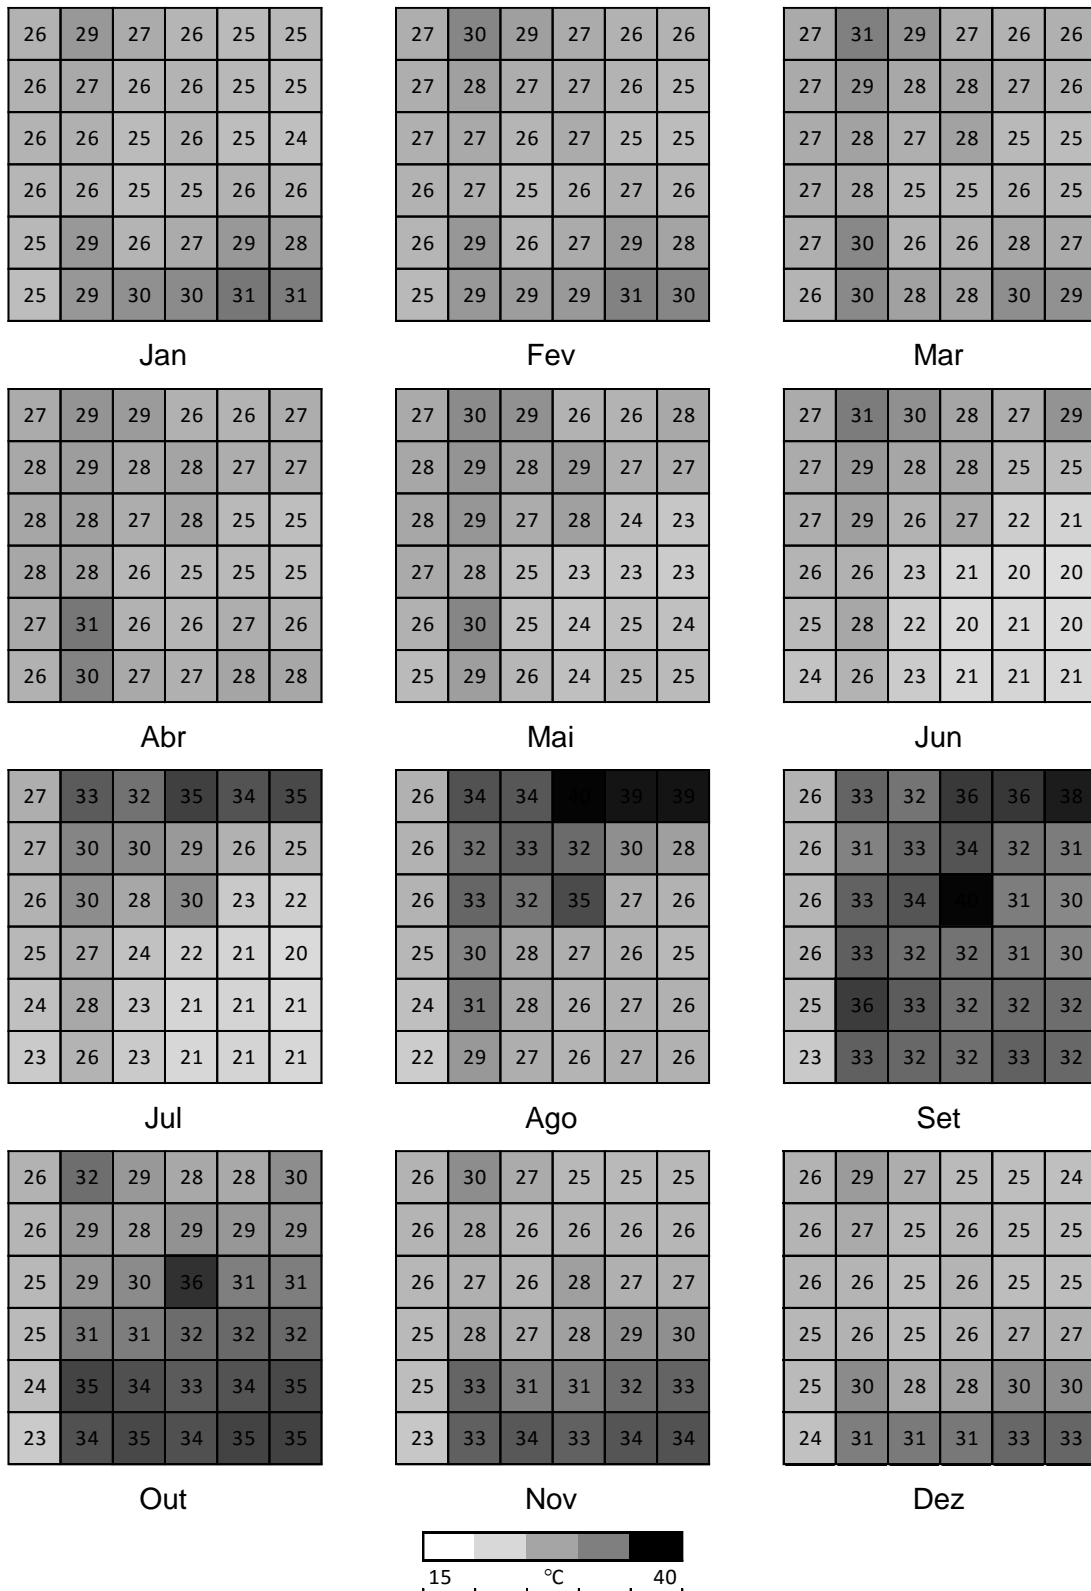 26 29 27 26 25 25 27 30 29 27 26 26 27 31 29 27 26 26
26 27 26 26 25 25 27 28 27 27 26 25 27 29 28 28 27 26
26 26 25 26 25 24 27 27 26 27 25 25 27 28 27 28 25 25
26 26 25 25 26 26 26 27 25 26 27 26 27 28 25 25 26 25
25 29 26 27 29 28 26 29 26 27 29 28 27 30 26 26 28 27
25 29 30 30 31 31 25 29 29 29 31 30 26 30 28 28 30 29
Jan Fev Mar
27 29 29 26 26 27 27 30 29 26 26 28 27 31 30 28 27 29
28 29 28 28 27 27 28 29 28 29 27 27 27 29 28 28 25 25
28 28 27 28 25 25 28 29 27 28 24 23 27 29 26 27 22 21
28 28 26 25 25 25 27 28 25 23 23 23 26 26 23 21 20 20
27 31 26 26 27 26 26 30 25 24 25 24 25 28 22 20 21 20
26 30 27 27 28 28 25 29 26 24 25 25 24 26 23 21 21 21
Abr Mai Jun
27 33 32 35 34 35 26 34 34 40 39 39 26 33 32 36 36 38
27 30 30 29 26 25 26 32 33 32 30 28 26 31 33 34 32 31
26 30 28 30 23 22 26 33 32 35 27 26 26 33 34 40 31 30
25 27 24 22 21 20 25 30 28 27 26 25 26 33 32 32 31 30
24 28 23 21 21 21 24 31 28 26 27 26 25 36 33 32 32 32
23 26 23 21 21 21 22 29 27 26 27 26 23 33 32 32 33 32
Jul Ago Set
26 32 29 28 28 30 26 30 27 25 25 25 26 29 27 25 25 24
26 29 28 29 29 29 26 28 26 26 26 26 26 27 25 26 25 25
25 29 30 36 31 31 26 27 26 28 27 27 26 26 25 26 25 25
25 31 31 32 32 32 25 28 27 28 29 30 25 26 25 26 27 27
24 35 34 33 34 35 25 33 31 31 32 33 25 30 28 28 30 30
23 34 35 34 35 35 23 33 34 33 34 34 24 31 31 31 33 33
Out Nov Dez
15 °C 40